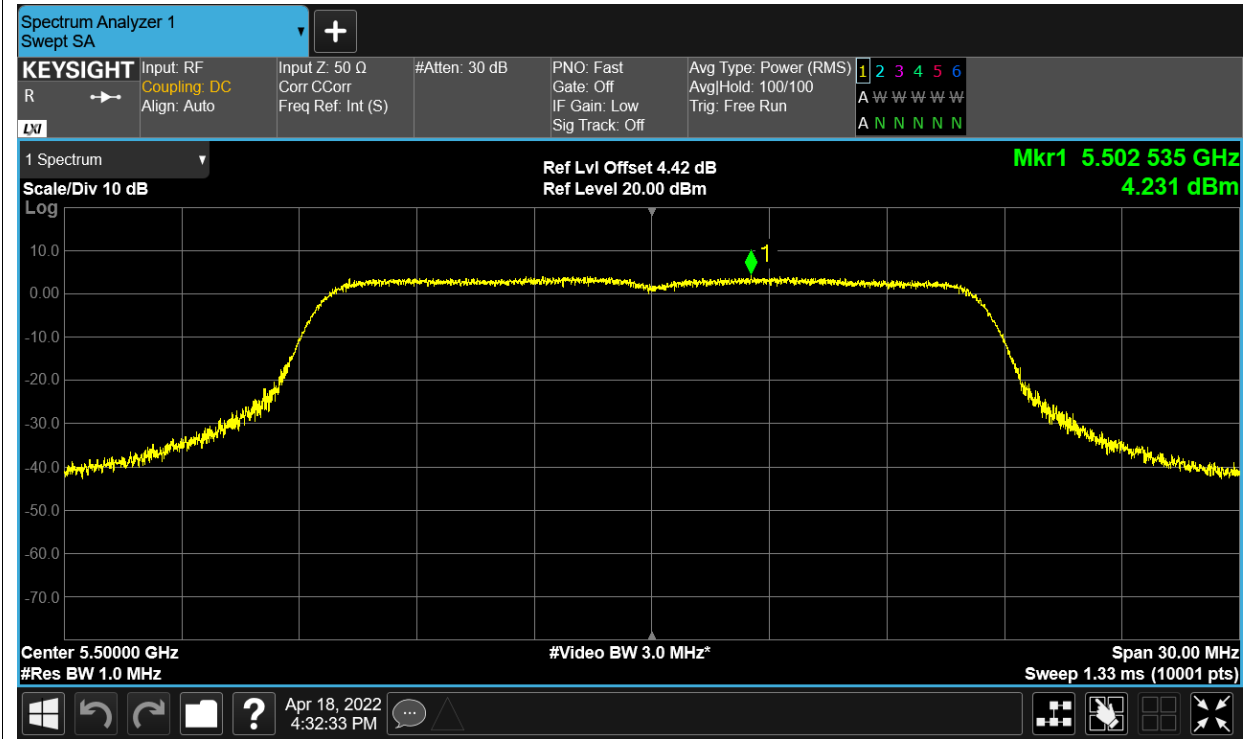 Spectrum Analyzer 1
Swept SA
KEYSIGHT
R
LXI
Input: RF
Coupling: DC
Align: Auto
Input Z: 50 Ω
Corr CCorr
Freq Ref: Int (S)
#Atten: 30 dB
PNO: Fast
Gate: Off
IF Gain: Low
Sig Track: Off
Avg Type: Power (RMS)
Avg|Hold: 100/100
Trig: Free Run
1 2 3 4 5 6
A W W W W W
A N N N N N
1 Spectrum
Scale/Div 10 dB
Log
Ref Lvl Offset 4.42 dB
Ref Level 20.00 dBm
Mkr1 5.502 535 GHz
4.231 dBm
1
10.0
0.00
-10.0
-20.0
-30.0
-40.0
-50.0
-60.0
-70.0
Center 5.50000 GHz
#Res BW 1.0 MHz
#Video BW 3.0 MHz*
Span 30.00 MHz
Sweep 1.33 ms (10001 pts)
?
Apr 18, 2022
4:32:33 PM